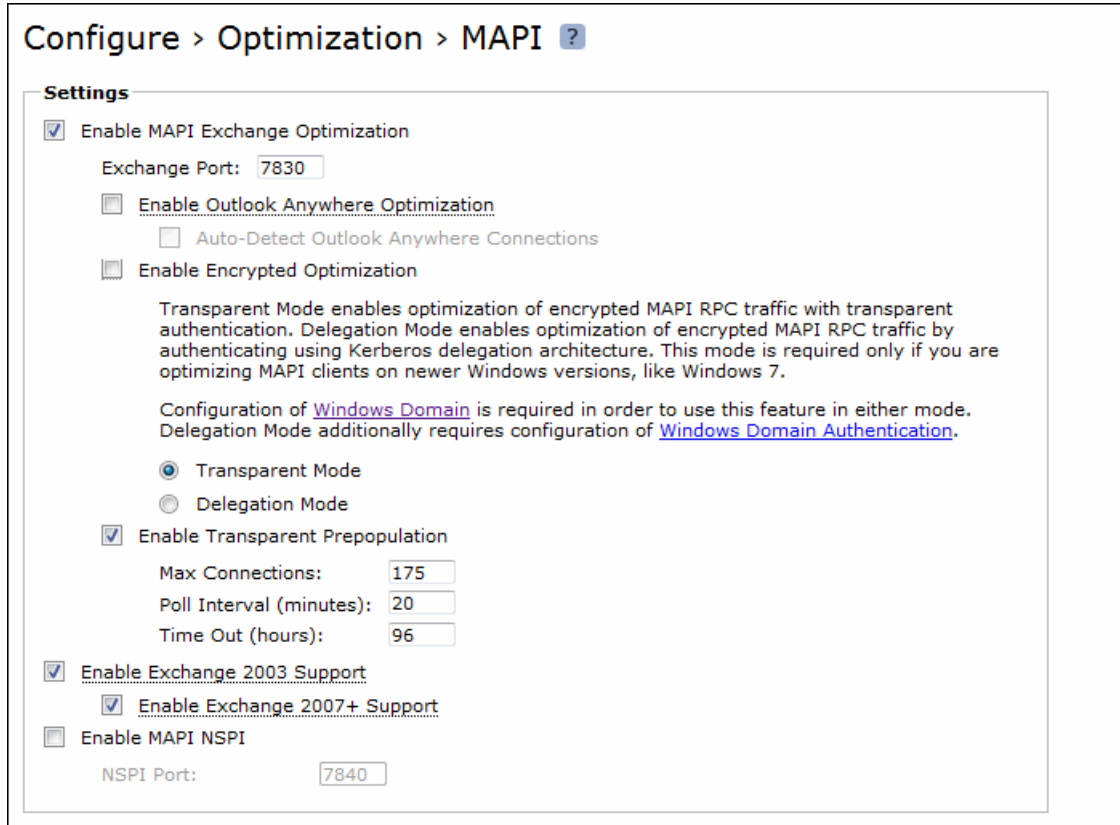 Configure › Optimization › MAPI ?
Settings
Enable MAPI Exchange Optimization
Exchange Port: 7830
Enable Outlook Anywhere Optimization
Auto-Detect Outlook Anywhere Connections
Enable Encrypted Optimization
Transparent Mode enables optimization of encrypted MAPI RPC traffic with transparent
authentication. Delegation Mode enables optimization of encrypted MAPI RPC traffic by
authenticating using Kerberos delegation architecture. This mode is required only if you are
optimizing MAPI clients on newer Windows versions, like Windows 7.
Configuration of Windows Domain is required in order to use this feature in either mode.
Delegation Mode additionally requires configuration of Windows Domain Authentication.
Transparent Mode
Delegation Mode
Enable Transparent Prepopulation
Max Connections: 175
Poll Interval (minutes): 20
Time Out (hours): 96
Enable Exchange 2003 Support
Enable Exchange 2007+ Support
Enable MAPI NSPI
NSPI Port: 7840